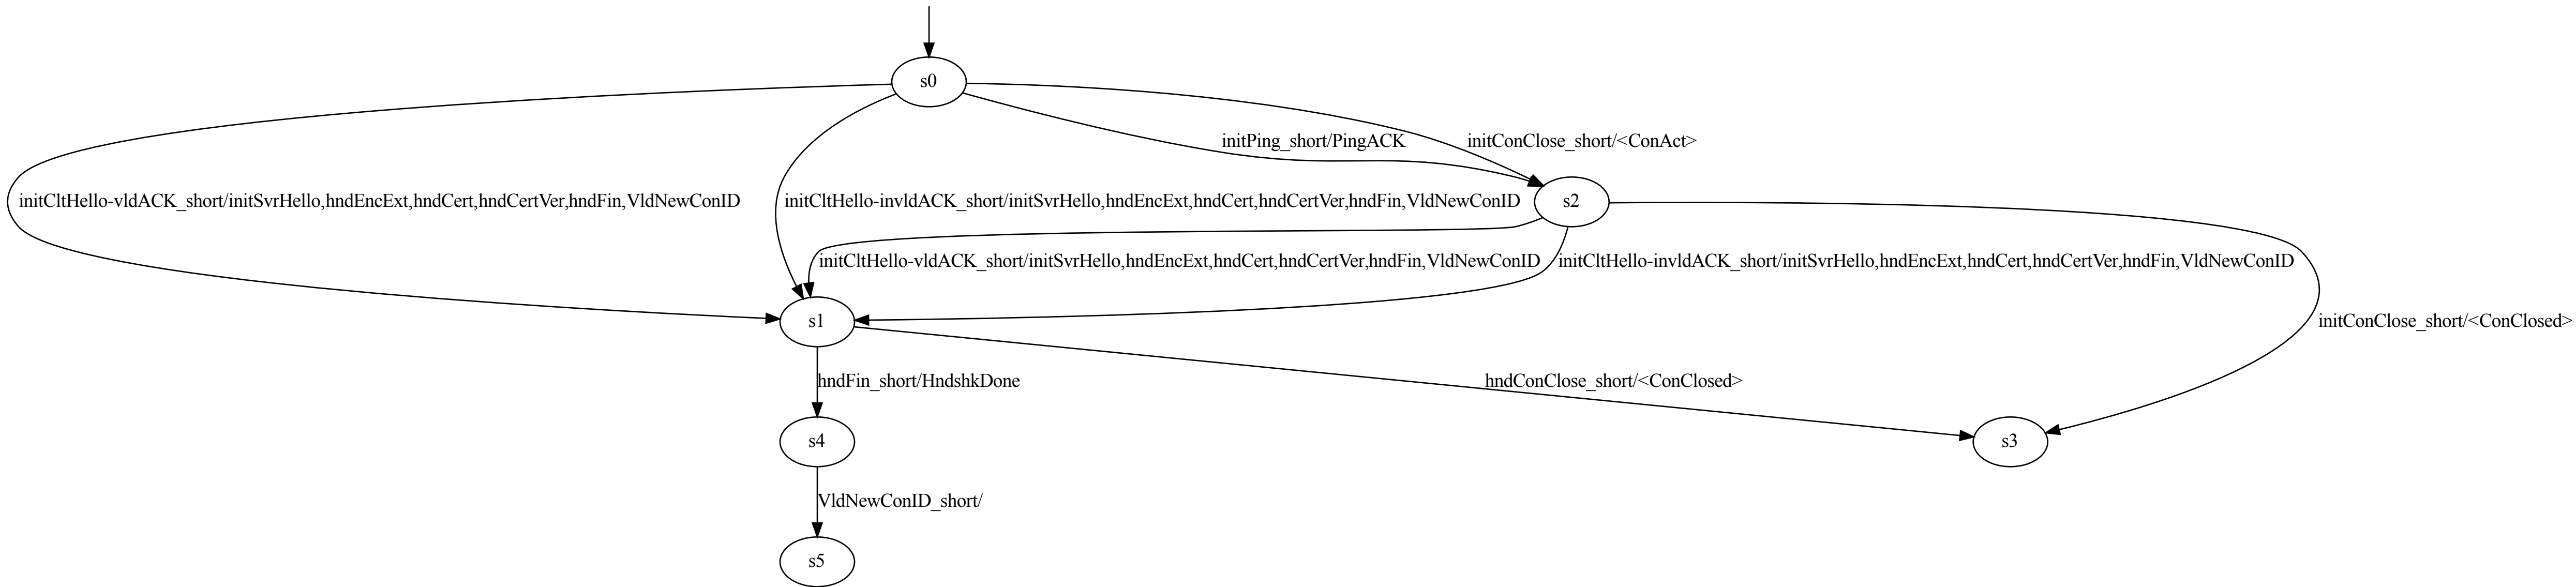 s0
initPing_short/PingACK
initConClose_short/<ConAct>
initCltHello-vldACK_short/initSvrHello,hndEncExt,hndCert,hndCertVer,hndFin,VldNewConID
initCltHello-invldACK_short/initSvrHello,hndEncExt,hndCert,hndCertVer,hndFin,VldNewConID
s2
initCltHello-vldACK_short/initSvrHello,hndEncExt,hndCert,hndCertVer,hndFin,VldNewConID
initCltHello-invldACK_short/initSvrHello,hndEncExt,hndCert,hndCertVer,hndFin,VldNewConID
s1
initConClose_short/<ConClosed>
hndFin_short/HndshkDone
hndConClose_short/<ConClosed>
s4
s3
VldNewConID_short/
s5